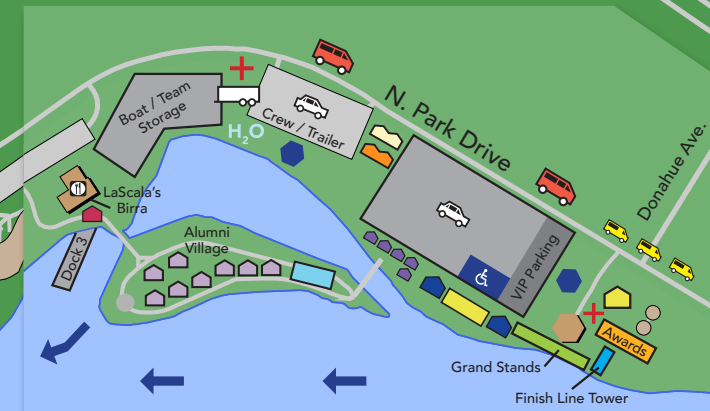 Boat / Team
Storage
H₂O
Crew / Trailer
N. Park Drive
Donahue Ave.
LaScala's
Birra
Dock 3
Alumni
Village
VIP Parking
Awards
Grand Stands
Finish Line Tower